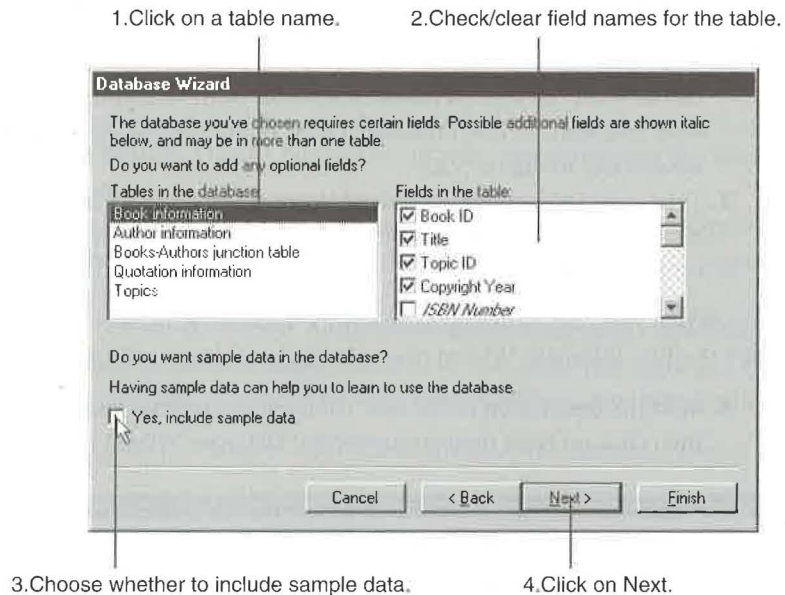 1.Click on a table name.
2.Check/clear field names for the table.
Database Wizard
The database you've chosen requires certain fields. Possible additional fields are shown italic
below, and may be in more than one table.
Do you want to add any optional fields?
Tables in the database:
Fields in the table:
Book information
Author information
Books-Authors junction table
Quotation information
Topics
Book ID
Title
Topic ID
Copyright Year
ISBN Number
Do you want sample data in the database?
Having sample data can help you to learn to use the database.
Yes, include sample data
Cancel
< Back
Next >
Finish
3.Choose whether to include sample data.
4.Click on Next.